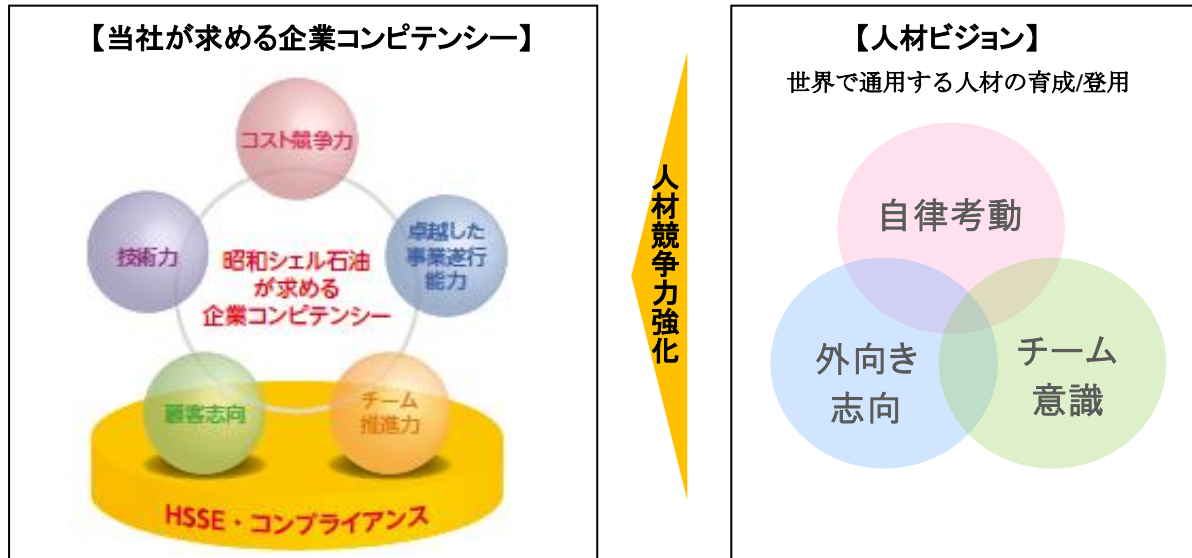 【当社が求める企業コンピテンシー】
コスト競争力
技術力
卓越した
事業遂行
能力
昭和シェル石油
が求める
企業コンピテンシー
顧客志向
チーム
推進力
HSSE・コンプライアンス
人材競争力強化
【人材ビジョン】
世界で通用する人材の育成/登用
自律考動
外向き
志向
チーム
意識